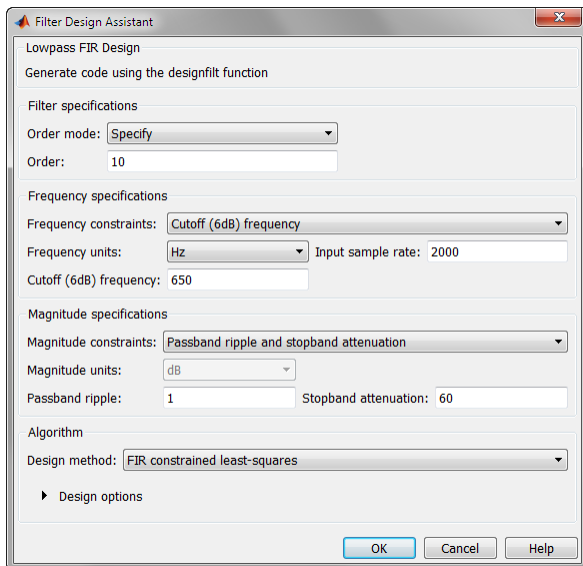 Filter Design Assistant
Lowpass FIR Design
Generate code using the designfilt function
Filter specifications
Order mode: Specify
Order: 10
Frequency specifications
Frequency constraints: Cutoff (6dB) frequency
Frequency units: Hz Input sample rate: 2000
Cutoff (6dB) frequency: 650
Magnitude specifications
Magnitude constraints: Passband ripple and stopband attenuation
Magnitude units: dB
Passband ripple: 1 Stopband attenuation: 60
Algorithm
Design method: FIR constrained least-squares
Design options
OK Cancel Help